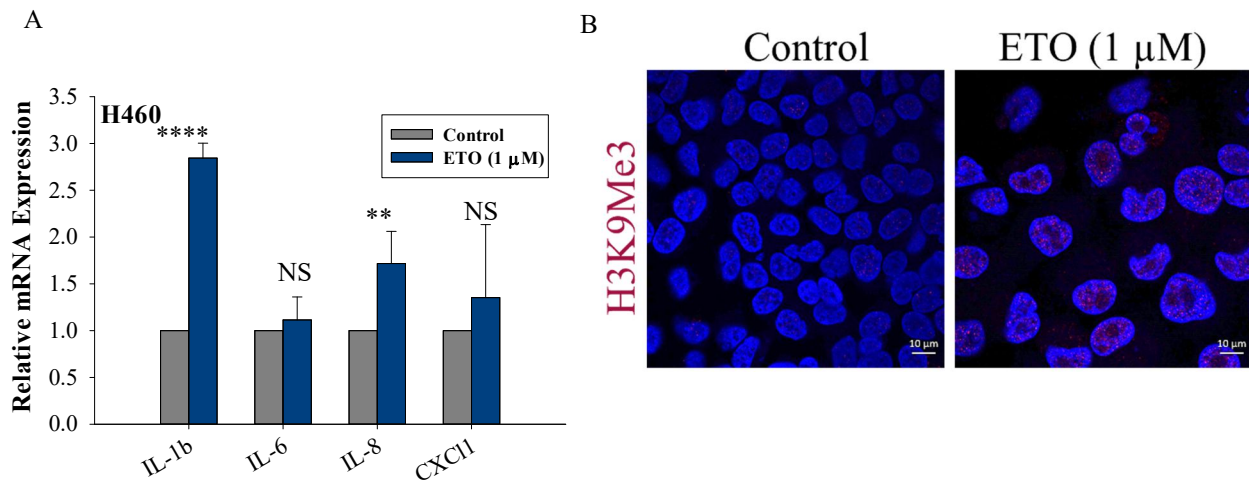 A
B
Control
ETO (1 µM)
H460
****
NS
**
NS
Control
ETO (1 µM)
Relative mRNA Expression
3.5
3.0
2.5
2.0
1.5
1.0
0.5
0.0
IL-1b
IL-6
IL-8
CXCl1
H3K9Me3
10 µm
10 µm